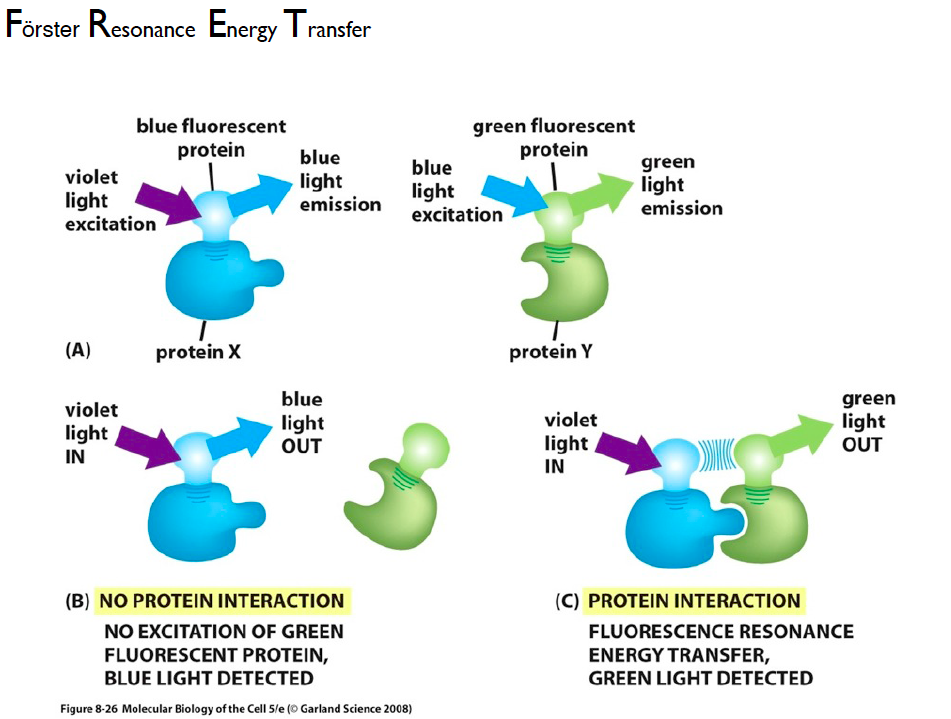 Förster Resonance Energy Transfer
blue fluorescent
protein
violet
light
excitation
blue
light
emission
green fluorescent
protein
blue
light
excitation
green
light
emission
(A)
protein X
protein Y
violet
light
IN
blue
light
OUT
violet
light
IN
green
light
OUT
(B) NO PROTEIN INTERACTION
NO EXCITATION OF GREEN
FLUORESCENT PROTEIN,
BLUE LIGHT DETECTED
(C) PROTEIN INTERACTION
FLUORESCENCE RESONANCE
ENERGY TRANSFER,
GREEN LIGHT DETECTED
Figure 8-26 Molecular Biology of the Cell 5/e (© Garland Science 2008)